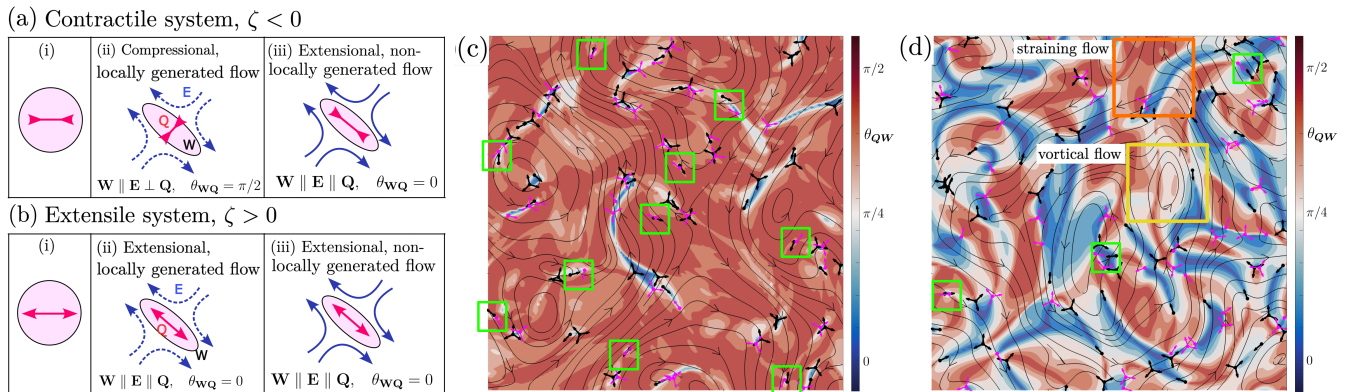 (a) Contractile system, ζ < 0
(i)
(ii) Compressional,
locally generated flow
E
Q
W
W ∥ E ⊥ Q, θ_WQ = π/2
(iii) Extensional, non-
locally generated flow
W ∥ E ∥ Q, θ_WQ = 0
(b) Extensile system, ζ > 0
(i)
(ii) Extensional,
locally generated flow
E
Q
W
W ∥ E ∥ Q, θ_WQ = 0
(iii) Extensional, non-
locally generated flow
W ∥ E ∥ Q, θ_WQ = 0
(c)
π/2
θ_QW
π/4
0
(d)
straining flow
vortical flow
π/2
θ_QW
π/4
0